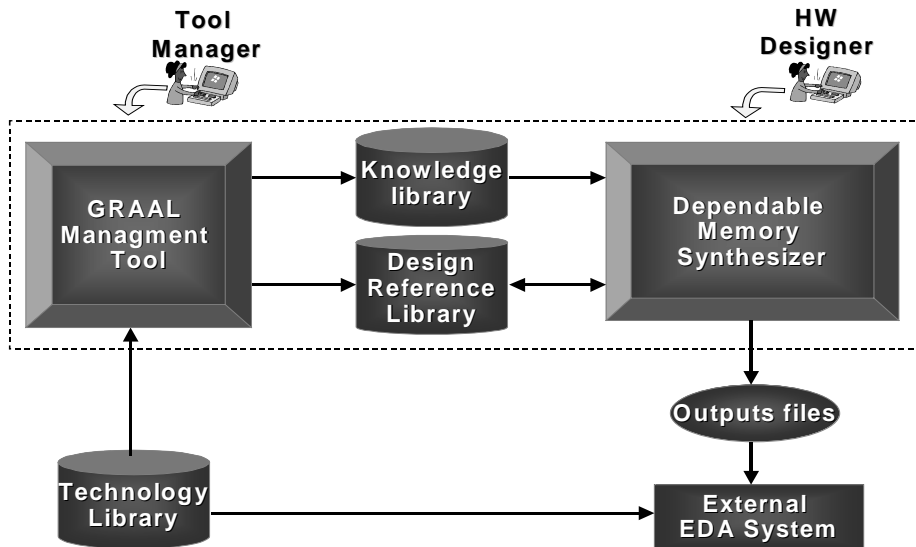 Tool
Manager
HW
Designer
GRAAL
Managment
Tool
Knowledge
library
Design
Reference
Library
Dependable
Memory
Synthesizer
Outputs files
Technology
Library
External
EDA System